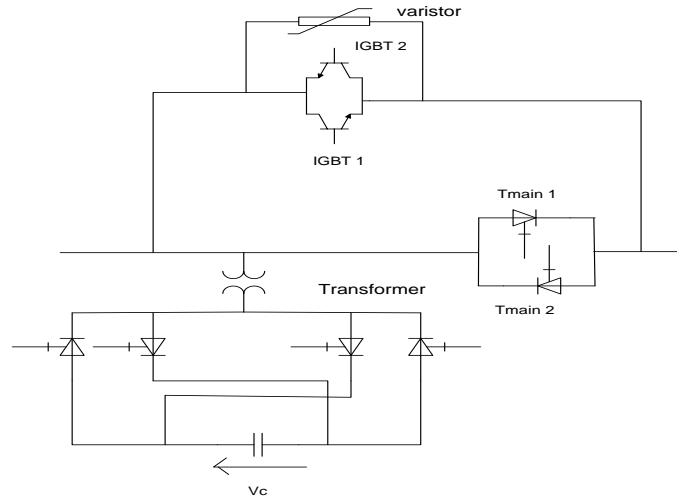 varistor
IGBT 2
IGBT 1
Tmain 1
Transformer
Tmain 2
Vc